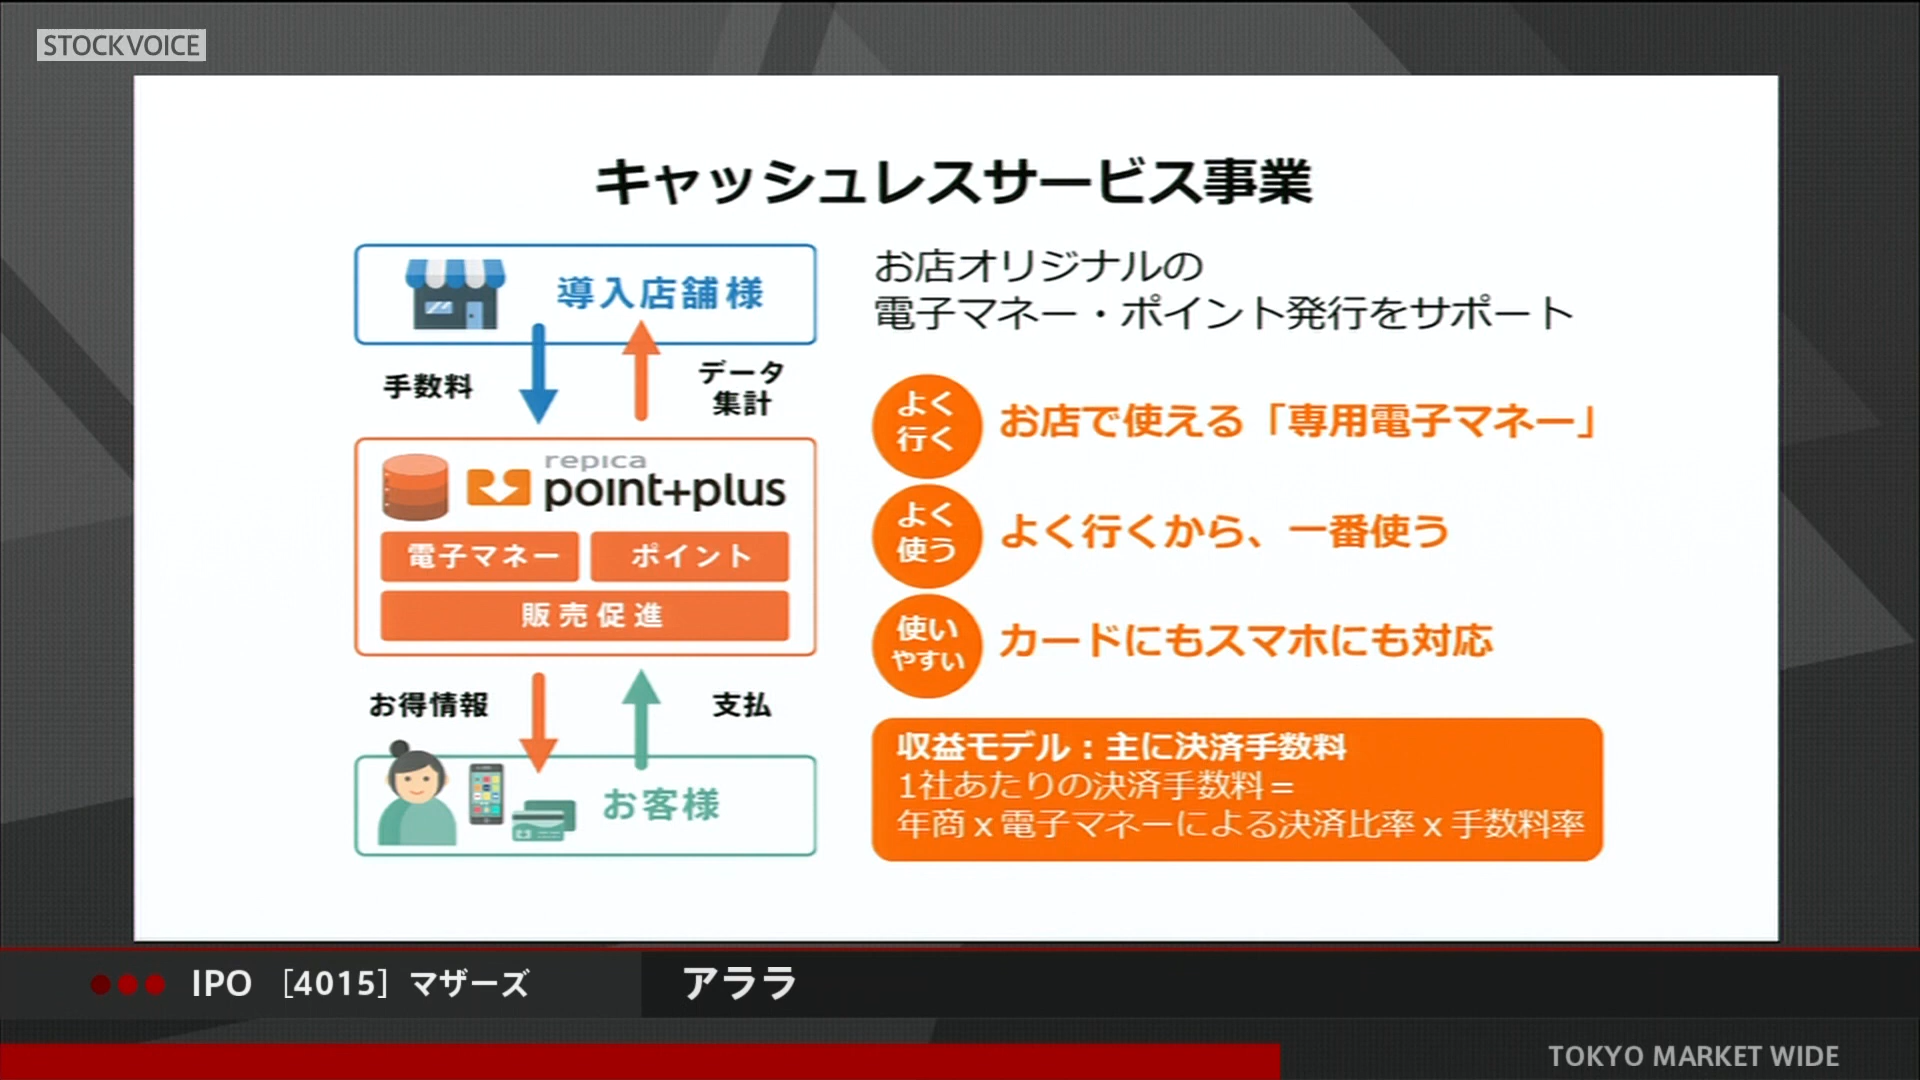 STOCKVOICE
キャッシュレスサービス事業
導入店舗様
手数料
データ
集計
repica
point+plus
電子マネー
ポイント
販売促進
お得情報
支払
お客様
お店オリジナルの
電子マネー・ポイント発行をサポート
よく
行く
お店で使える「専用電子マネー」
よく
使う
よく行くから、一番使う
使い
やすい
カードにもスマホにも対応
収益モデル：主に決済手数料
1社あたりの決済手数料＝
年商 x 電子マネーによる決済比率 x 手数料率
IPO [4015] マザーズ
アララ
TOKYO MARKET WIDE